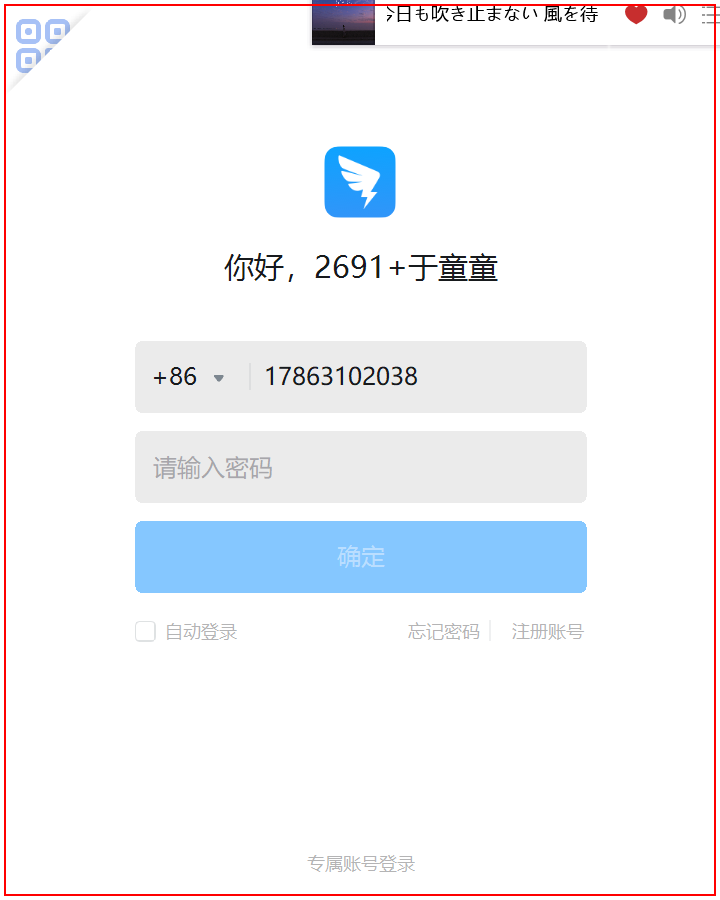 今日も吹き止まない 風を待
你好，2691+于童童
+86 17863102038
请输入密码
确定
自动登录 忘记密码 注册账号
专属账号登录